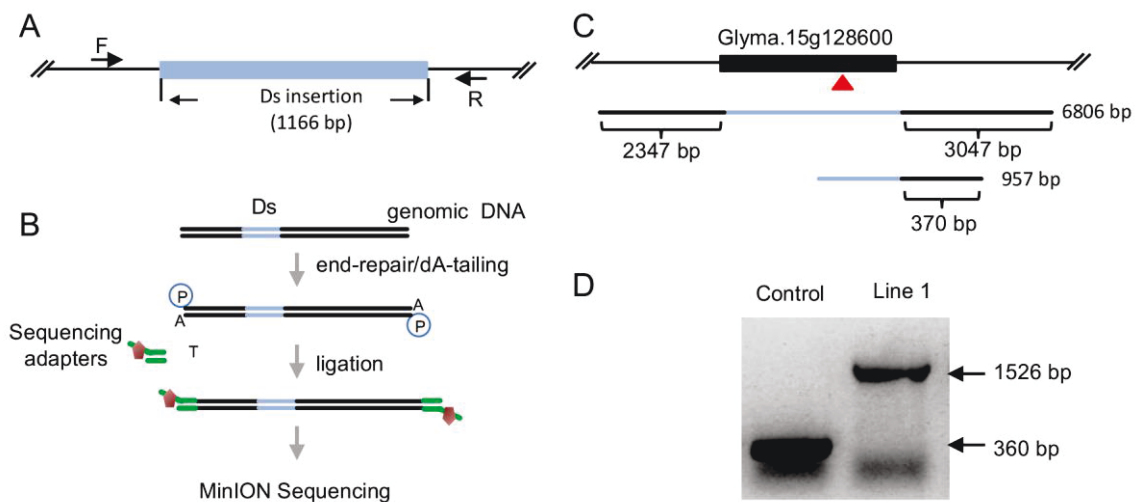 A
F
R
Ds insertion
(1166 bp)
B
Ds
genomic DNA
end-repair/dA-tailing
P
A
A
P
Sequencing
adapters
T
ligation
MinION Sequencing
C
Glyma.15g128600
6806 bp
2347 bp
3047 bp
957 bp
370 bp
D
Control
Line 1
1526 bp
360 bp